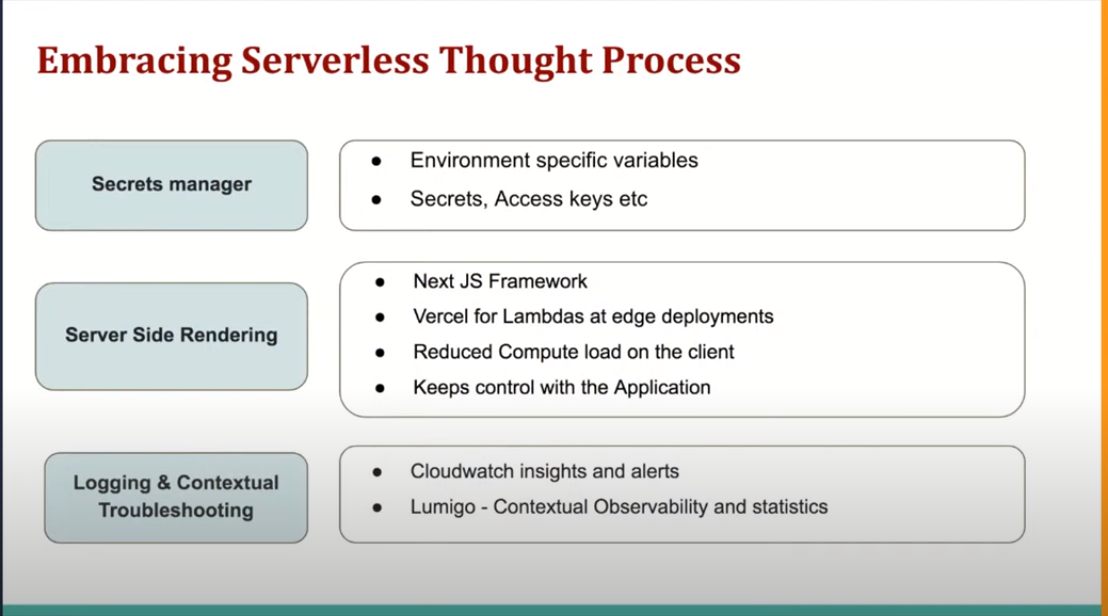 Embracing Serverless Thought Process
Secrets manager
● Environment specific variables
● Secrets, Access keys etc
Server Side Rendering
● Next JS Framework
● Vercel for Lambdas at edge deployments
● Reduced Compute load on the client
● Keeps control with the Application
Logging & Contextual
Troubleshooting
● Cloudwatch insights and alerts
● Lumigo - Contextual Observability and statistics